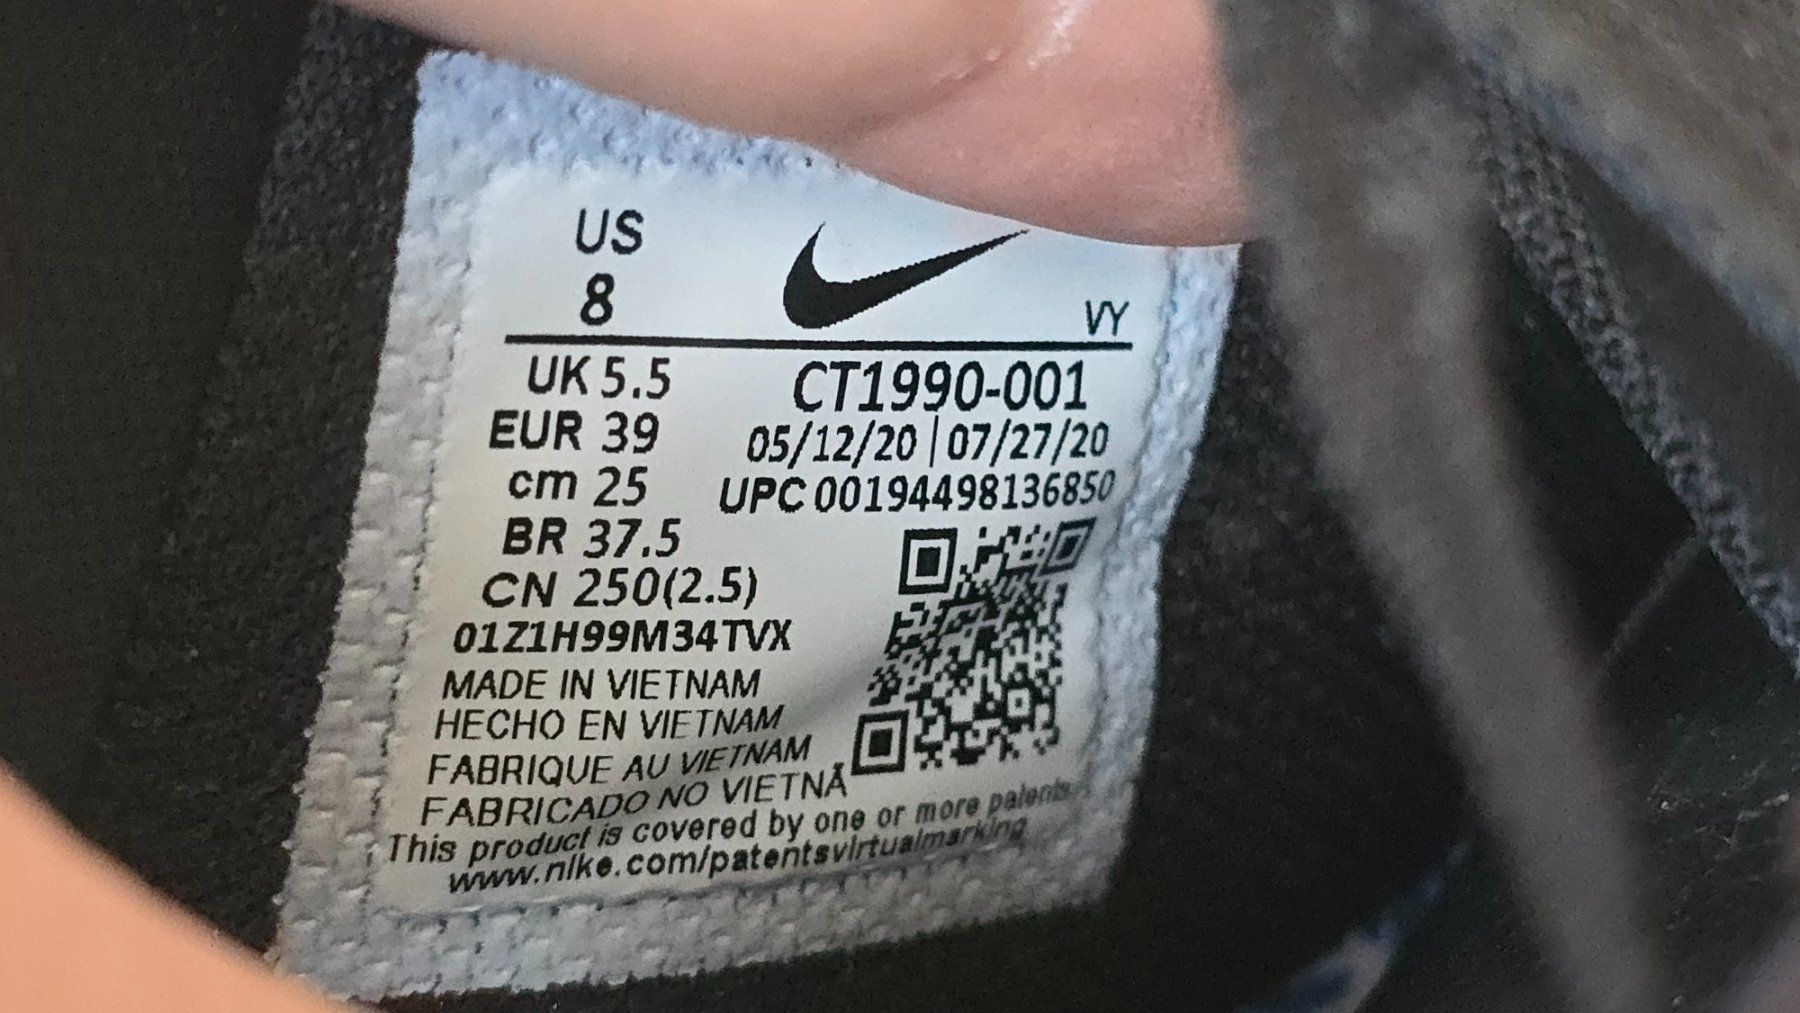 US
8
VY
UK 5.5
CT1990-001
EUR 39
05/12/20 | 07/27/20
cm 25
UPC 00194498136850
BR 37.5
CN 250(2.5)
01Z1H99M34TVX
MADE IN VIETNAM
HECHO EN VIETNAM
FABRIQUE AU VIETNAM
FABRICADO NO VIETNÃ
This product is covered by one or more patents
www.nike.com/patentsvirtualmarking